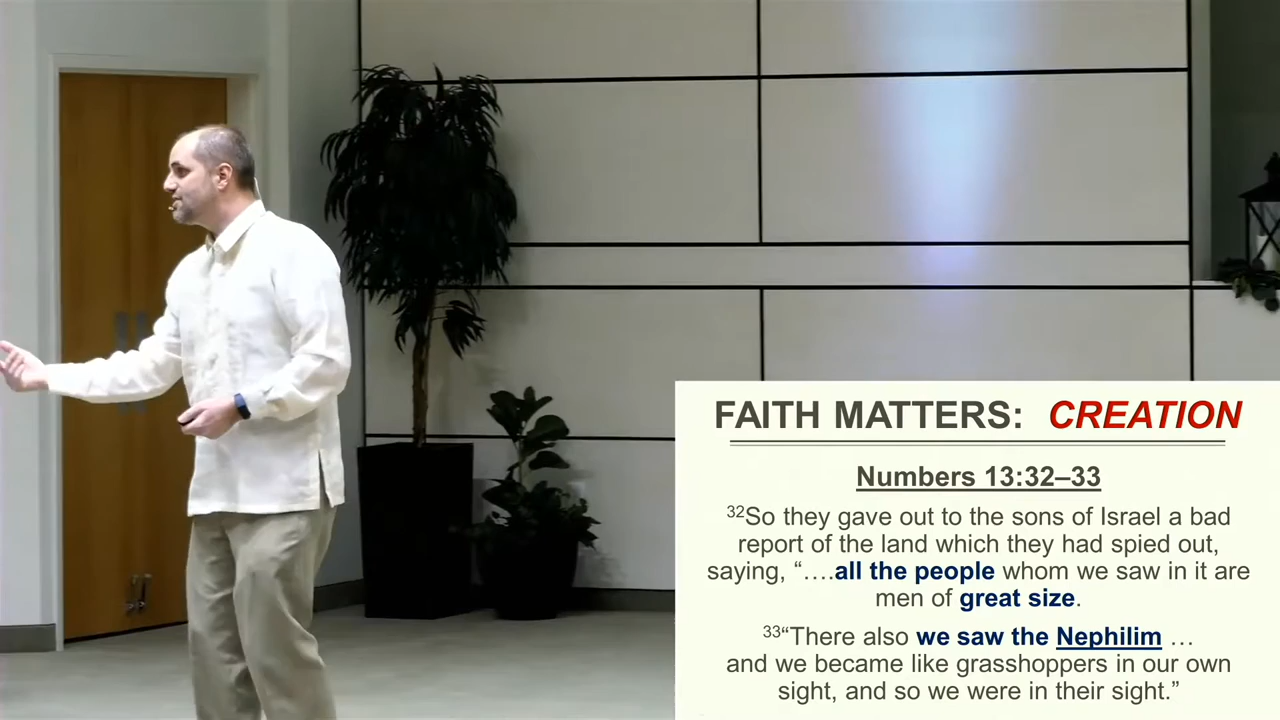 FAITH MATTERS: CREATION
Numbers 13:32–33
32So they gave out to the sons of Israel a bad
report of the land which they had spied out,
saying, “….all the people whom we saw in it are
men of great size.
33“There also we saw the Nephilim …
and we became like grasshoppers in our own
sight, and so we were in their sight.”